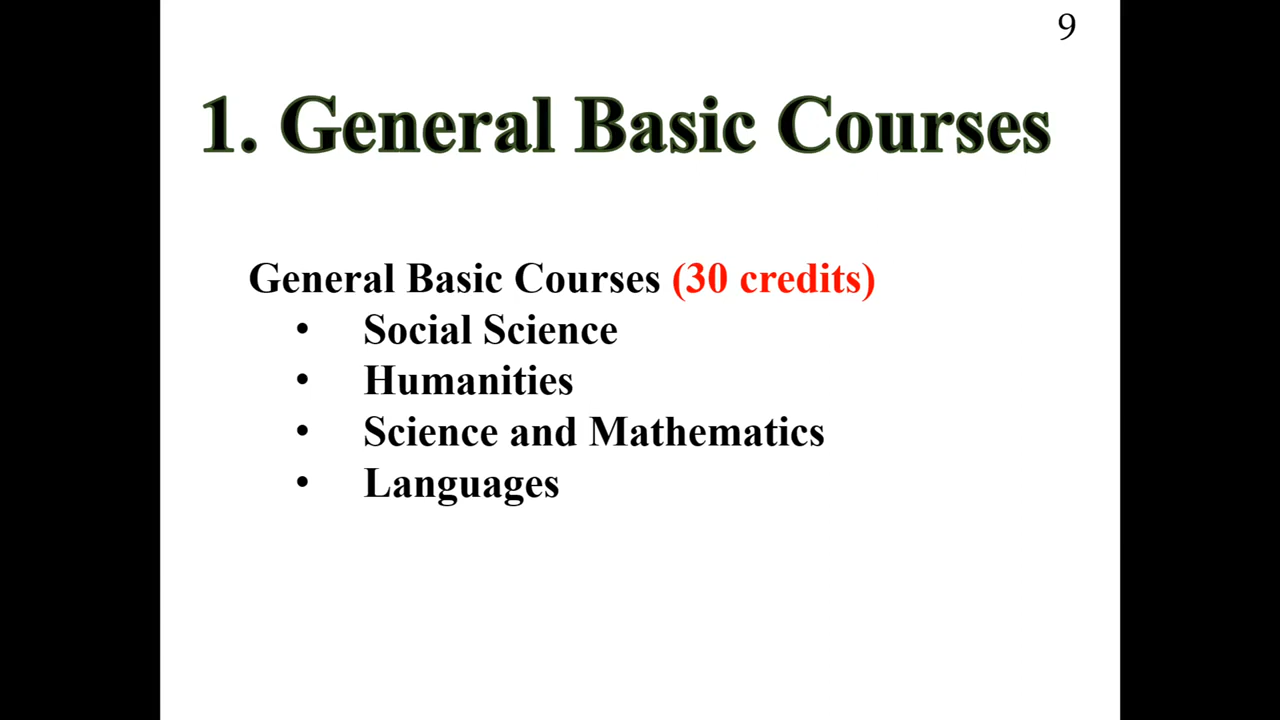 9
1. General Basic Courses
General Basic Courses (30 credits)
• Social Science
• Humanities
• Science and Mathematics
• Languages